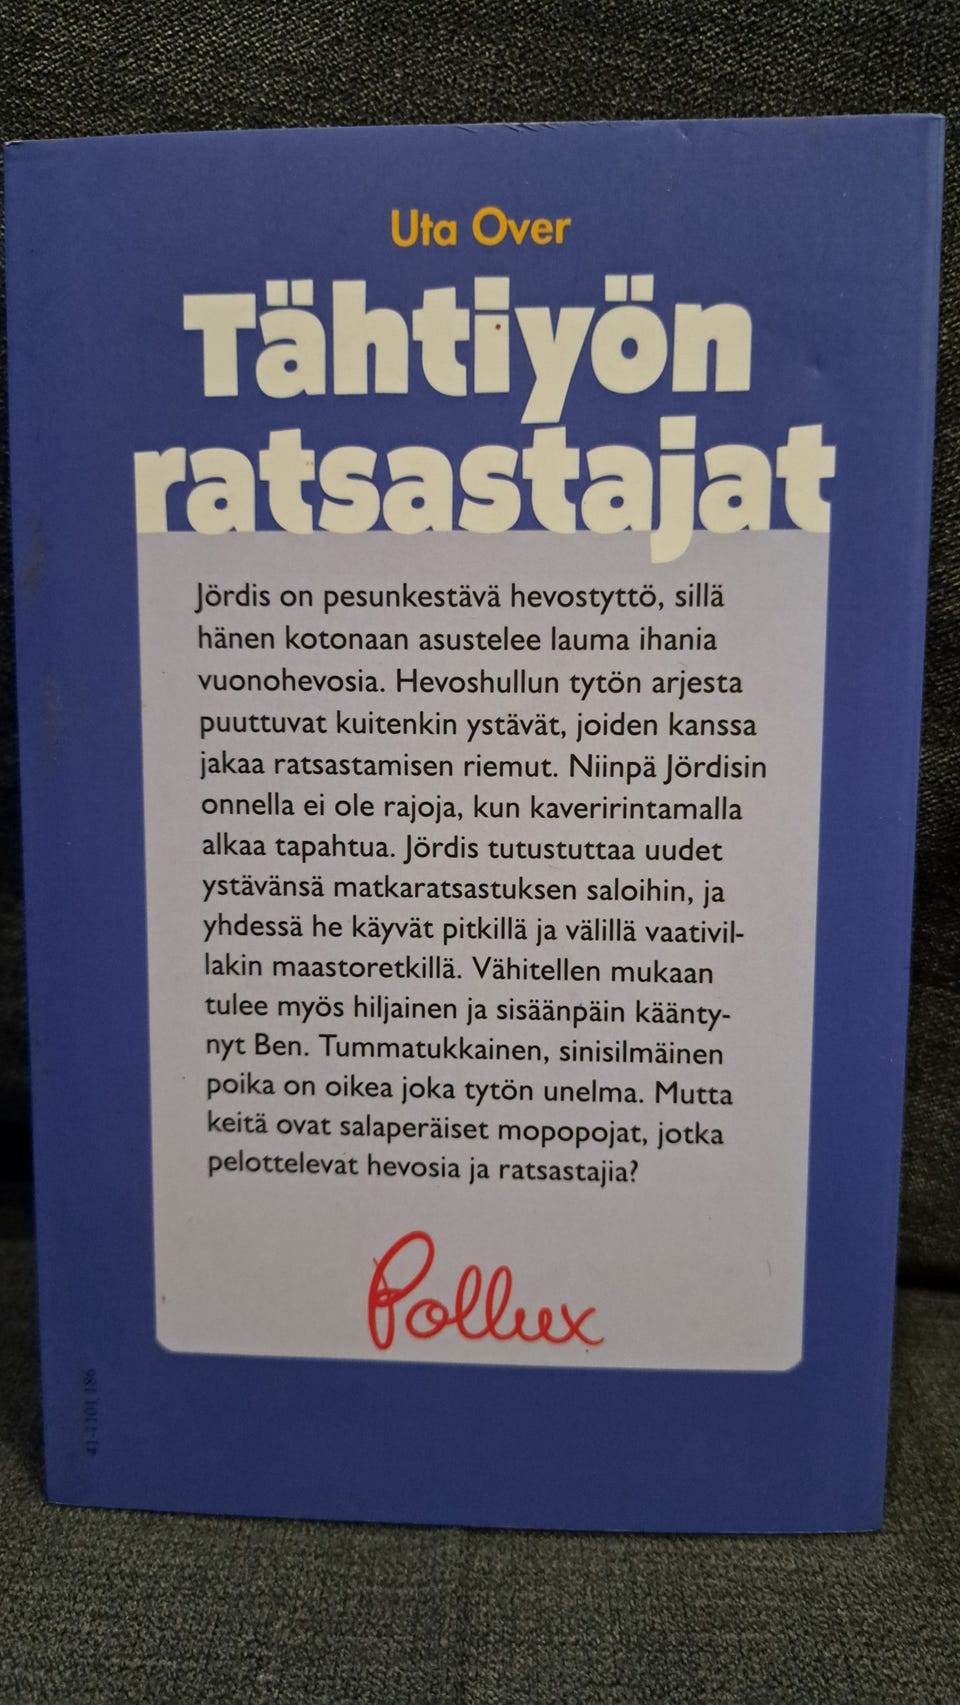 Uta Over
Tähtiyön
ratsastajat
Jördis on pesunkestävä hevostyttö, sillä
hänen kotonaan asustelee lauma ihania
vuonohevosia. Hevoshullun tytön arjesta
puuttuvat kuitenkin ystävät, joiden kanssa
jakaa ratsastamisen riemut. Niinpä Jördisin
onnella ei ole rajoja, kun kaveririntamalla
alkaa tapahtua. Jördis tutustuttaa uudet
ystävänsä matkaratsastuksen saloihin, ja
yhdessä he käyvät pitkillä ja välillä vaativil-
lakin maastoretkillä. Vähitellen mukaan
tulee myös hiljainen ja sisäänpäin käänty-
nyt Ben. Tummatukkainen, sinisilmäinen
poika on oikea joka tytön unelma. Mutta
keitä ovat salaperäiset mopopojat, jotka
pelottelevat hevosia ja ratsastajia?
Pollux
41-1101 186